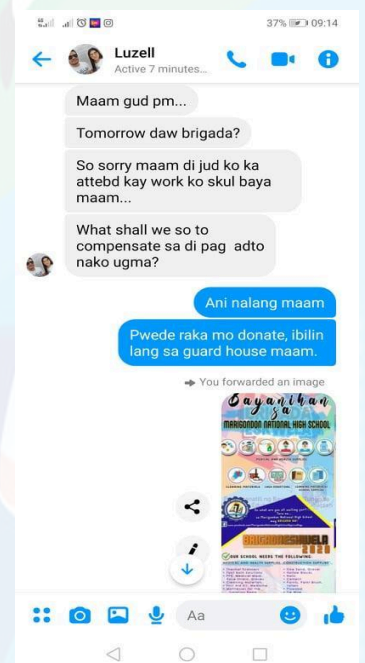 37% 09:14
Luzell
Active 7 minutes...
Maam gud pm...
Tomorrow daw brigada?
So sorry maam di jud ko ka
attebd kay work ko skul baya
maam...
What shall we so to
compensate sa di pag adto
nako ugma?
Ani nalang maam
Pwede raka mo donate, ibilin
lang sa guard house maam.
You forwarded an image
Bayanihan
sa
MARIGONDON NATIONAL HIGH SCHOOL
BRIGADA ESKWELA
2020
OUR SCHOOL NEEDS THE FOLLOWING:
Aa